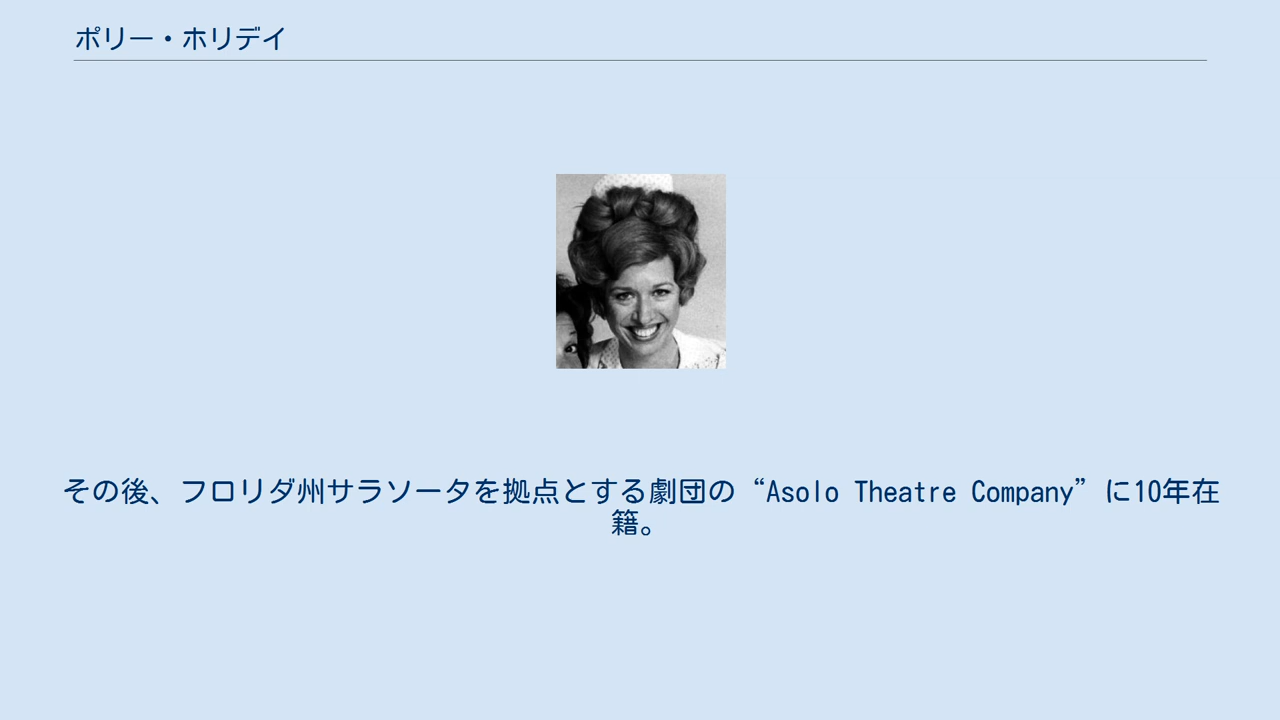 ポリー・ホリデイ
その後、フロリダ州サラソータを拠点とする劇団の“Asolo Theatre Company”に10年在
籍。